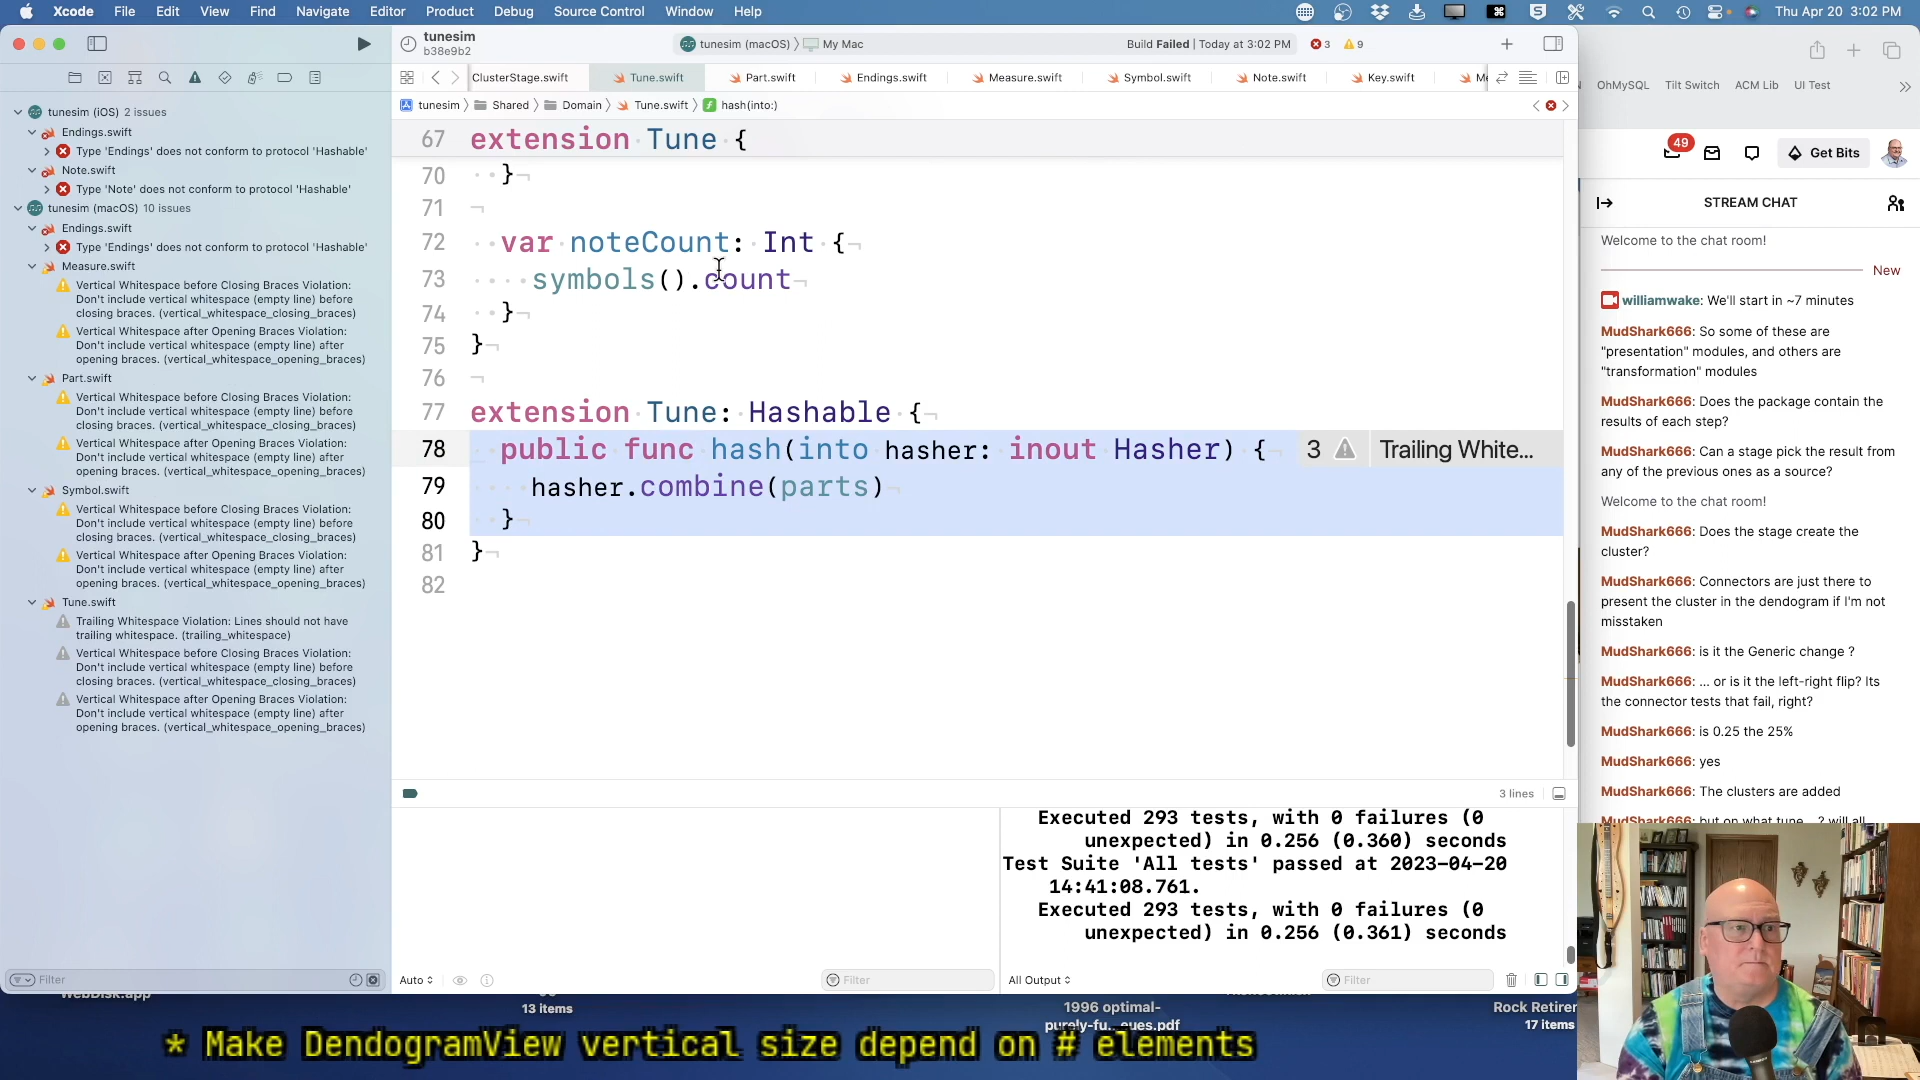 Xcode File Edit View Find Navigate Editor Product Debug Source Control Window Help Thu Apr 20 3:02 PM
tunesim
b38e9b2
tunesim (macOS) My Mac Build Failed | Today at 3:02 PM 3 9
ClusterStage.swift Tune.swift Part.swift Endings.swift Measure.swift Symbol.swift Note.swift Key.swift Me
tunesim Shared Domain Tune.swift hash(into:)
tunesim (iOS) 2 issues
Endings.swift
Type 'Endings' does not conform to protocol 'Hashable'
Note.swift
Type 'Note' does not conform to protocol 'Hashable'
tunesim (macOS) 10 issues
Endings.swift
Type 'Endings' does not conform to protocol 'Hashable'
Measure.swift
Vertical Whitespace before Closing Braces Violation:
Don't include vertical whitespace (empty line) before
closing braces. (vertical_whitespace_closing_braces)
Vertical Whitespace after Opening Braces Violation:
Don't include vertical whitespace (empty line) after
opening braces. (vertical_whitespace_opening_braces)
Part.swift
Vertical Whitespace before Closing Braces Violation:
Don't include vertical whitespace (empty line) before
closing braces. (vertical_whitespace_closing_braces)
Vertical Whitespace after Opening Braces Violation:
Don't include vertical whitespace (empty line) after
opening braces. (vertical_whitespace_opening_braces)
Symbol.swift
Vertical Whitespace before Closing Braces Violation:
Don't include vertical whitespace (empty line) before
closing braces. (vertical_whitespace_closing_braces)
Vertical Whitespace after Opening Braces Violation:
Don't include vertical whitespace (empty line) after
opening braces. (vertical_whitespace_opening_braces)
Tune.swift
Trailing Whitespace Violation: Lines should not have
trailing whitespace. (trailing_whitespace)
Vertical Whitespace before Closing Braces Violation:
Don't include vertical whitespace (empty line) before
closing braces. (vertical_whitespace_closing_braces)
Vertical Whitespace after Opening Braces Violation:
Don't include vertical whitespace (empty line) after
opening braces. (vertical_whitespace_opening_braces)
Filter
67 extension Tune {
70 }
71
72 var noteCount: Int {
73 symbols().count
74 }
75 }
76
77 extension Tune: Hashable {
78 public func hash(into hasher: inout Hasher) { 3 Trailing White...
79 hasher.combine(parts)
80 }
81 }
82
3 lines
Executed 293 tests, with 0 failures (0
unexpected) in 0.256 (0.360) seconds
Test Suite 'All tests' passed at 2023-04-20
14:41:08.761.
Executed 293 tests, with 0 failures (0
unexpected) in 0.256 (0.361) seconds
Auto Filter All Output Filter
OhMySQL Tilt Switch ACM Lib UI Test
49 Get Bits
STREAM CHAT
Welcome to the chat room!
New
williamwake: We'll start in ~7 minutes
MudShark666: So some of these are
"presentation" modules, and others are
"transformation" modules
MudShark666: Does the package contain the
results of each step?
MudShark666: Can a stage pick the result from
any of the previous ones as a source?
Welcome to the chat room!
MudShark666: Does the stage create the
cluster?
MudShark666: Connectors are just there to
present the cluster in the dendogram if I'm not
misstaken
MudShark666: is it the Generic change ?
MudShark666: ... or is it the left-right flip? Its
the connector tests that fail, right?
MudShark666: is 0.25 the 25%
MudShark666: yes
MudShark666: The clusters are added
MudShark666: but on what tune ? will all
WebDisk.app
13 items
1996 optimal-
purely-fu...eues.pdf
Rock Retirer
17 items
* Make DendogramView vertical size depend on # elements